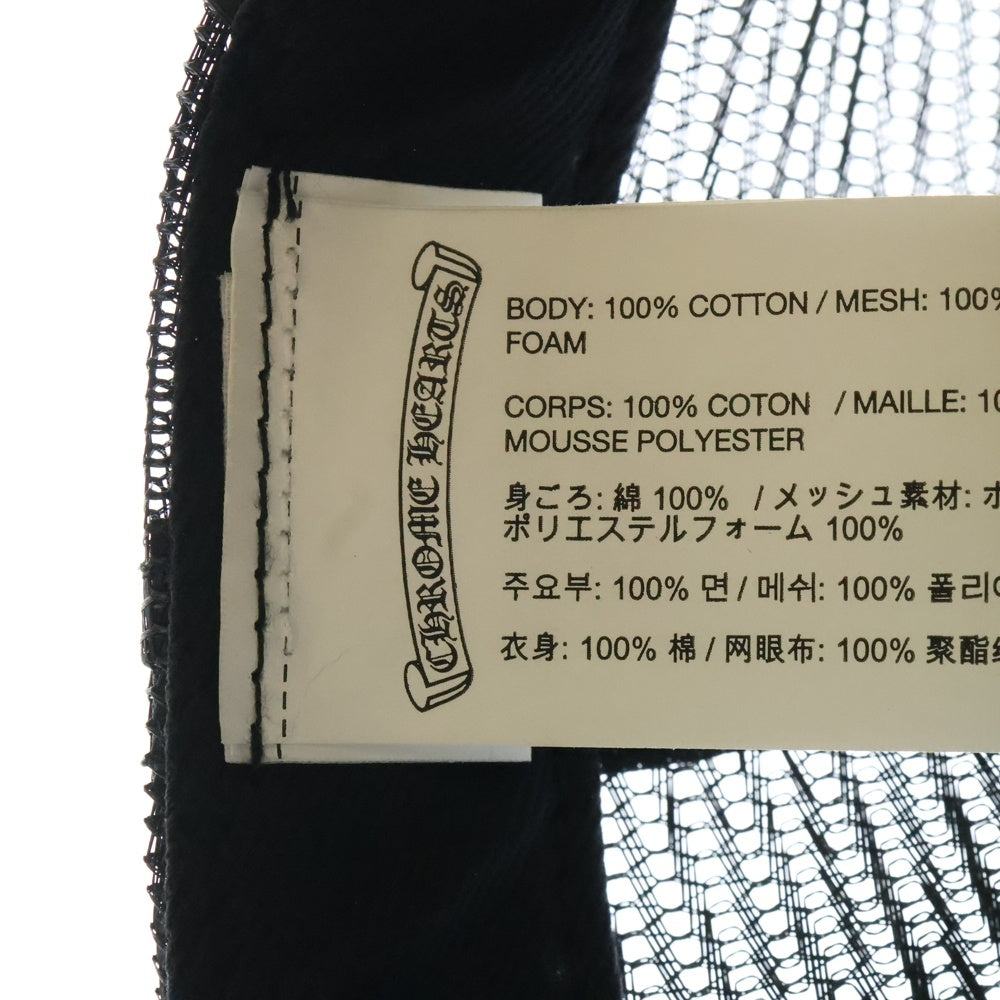 CHROME HEARTS
BODY: 100% COTTON / MESH: 100%
FOAM
CORPS: 100% COTON / MAILLE: 10
MOUSSE POLYESTER
身ごろ: 綿 100% / メッシュ素材: ポ
ポリエステルフォーム 100%
주요부: 100% 면 / 메쉬: 100% 폴리
衣身: 100% 棉 / 网眼布: 100% 聚酯